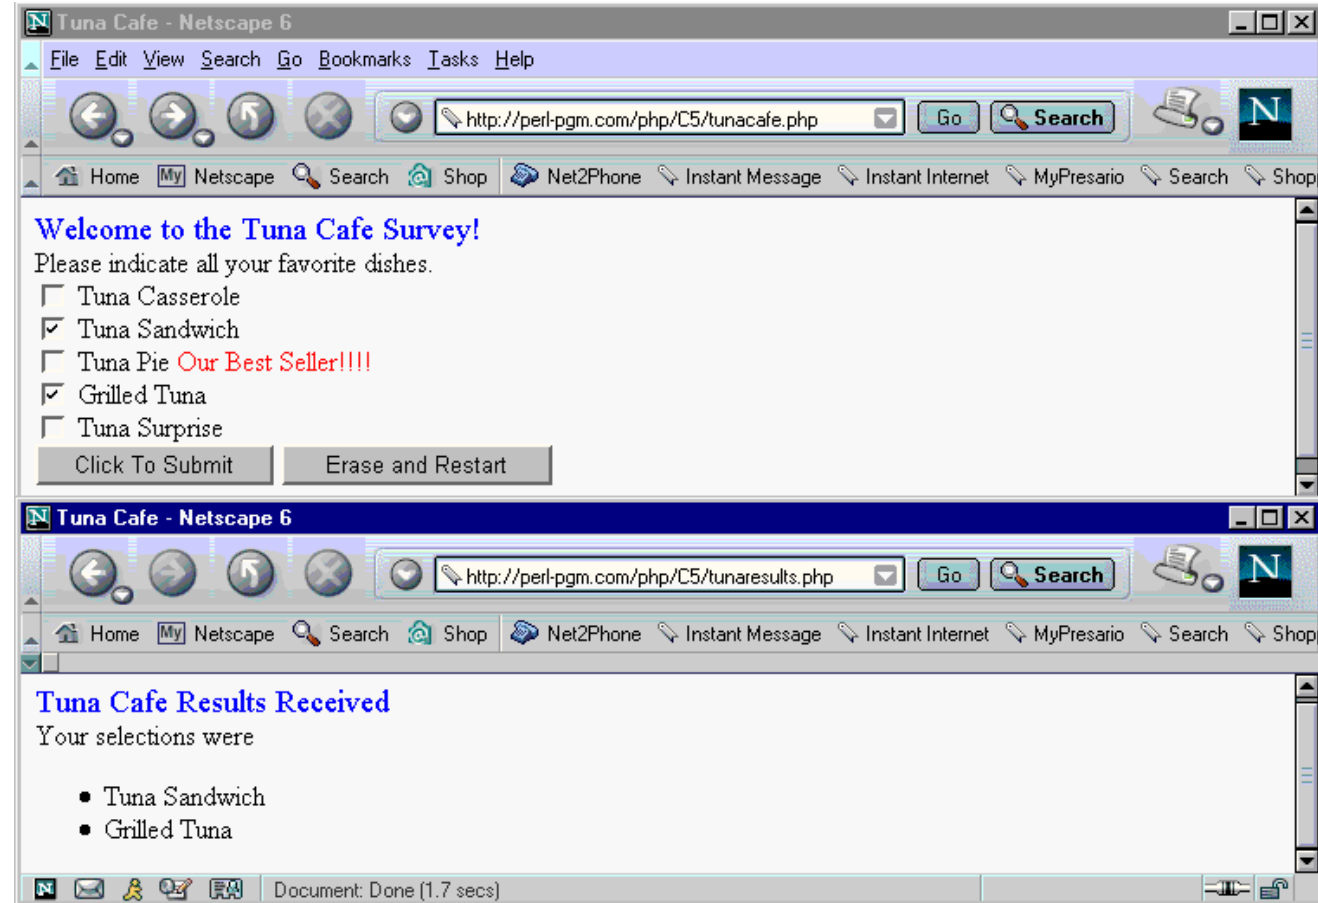 N Tuna Cafe - Netscape 6
File Edit View Search Go Bookmarks Tasks Help
http://perl-pgm.com/php/C5/tunacafe.php Go Search N
Home My Netscape Search Shop Net2Phone Instant Message Instant Internet MyPresario Search Shop
Welcome to the Tuna Cafe Survey!
Please indicate all your favorite dishes.
Tuna Casserole
Tuna Sandwich
Tuna Pie Our Best Seller!!!!
Grilled Tuna
Tuna Surprise
Click To Submit Erase and Restart
N Tuna Cafe - Netscape 6
http://perl-pgm.com/php/C5/tunaresults.php Go Search N
Home My Netscape Search Shop Net2Phone Instant Message Instant Internet MyPresario Search Shop
Tuna Cafe Results Received
Your selections were
Tuna Sandwich
Grilled Tuna
N Document: Done (1.7 secs)